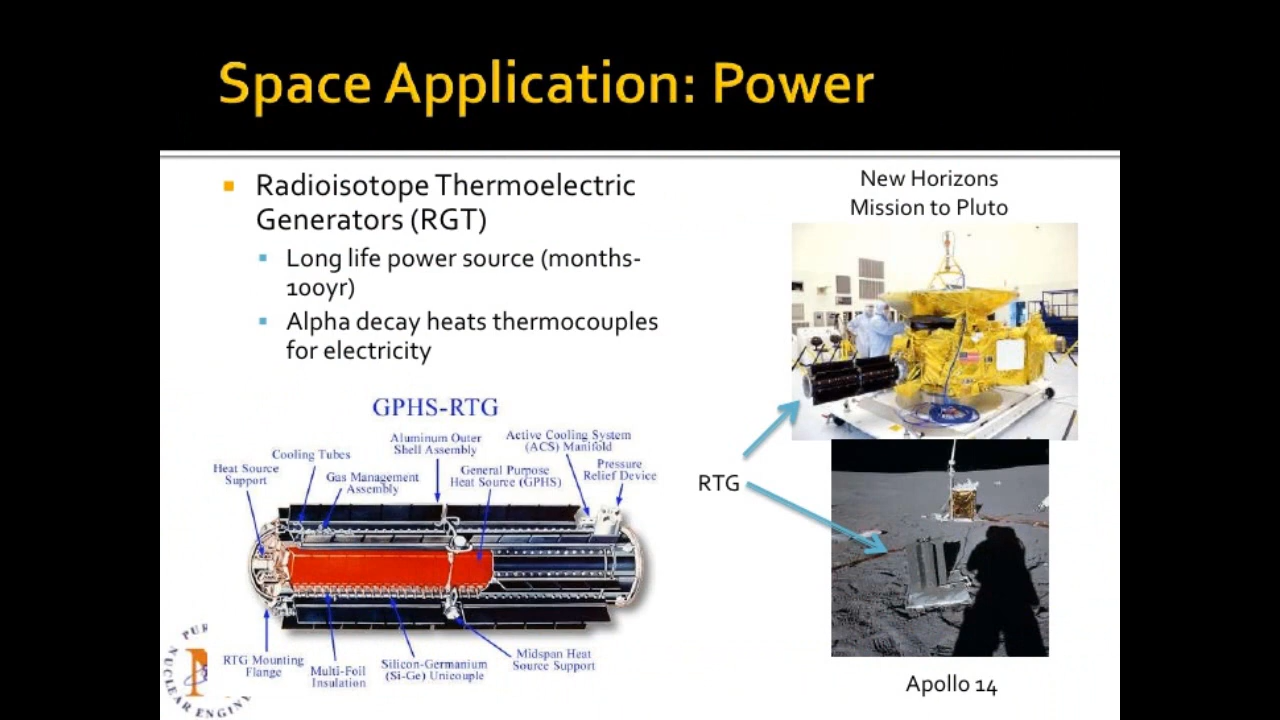 Space Application: Power
Radioisotope Thermoelectric
Generators (RGT)
Long life power source (months-
100yr)
Alpha decay heats thermocouples
for electricity
GPHS-RTG
Aluminum Outer
Shell Assembly
Active Cooling System
(ACS) Manifold
Cooling Tubes
Heat Source
Support
Gas Management
Assembly
General Purpose
Heat Source (GPHS)
Pressure
Relief Device
RTG Mounting
Flange
Multi-Foil
Insulation
Silicon-Germanium
(Si-Ge) Unicouple
Midspan Heat
Source Support
New Horizons
Mission to Pluto
RTG
Apollo 14
NUCLEAR